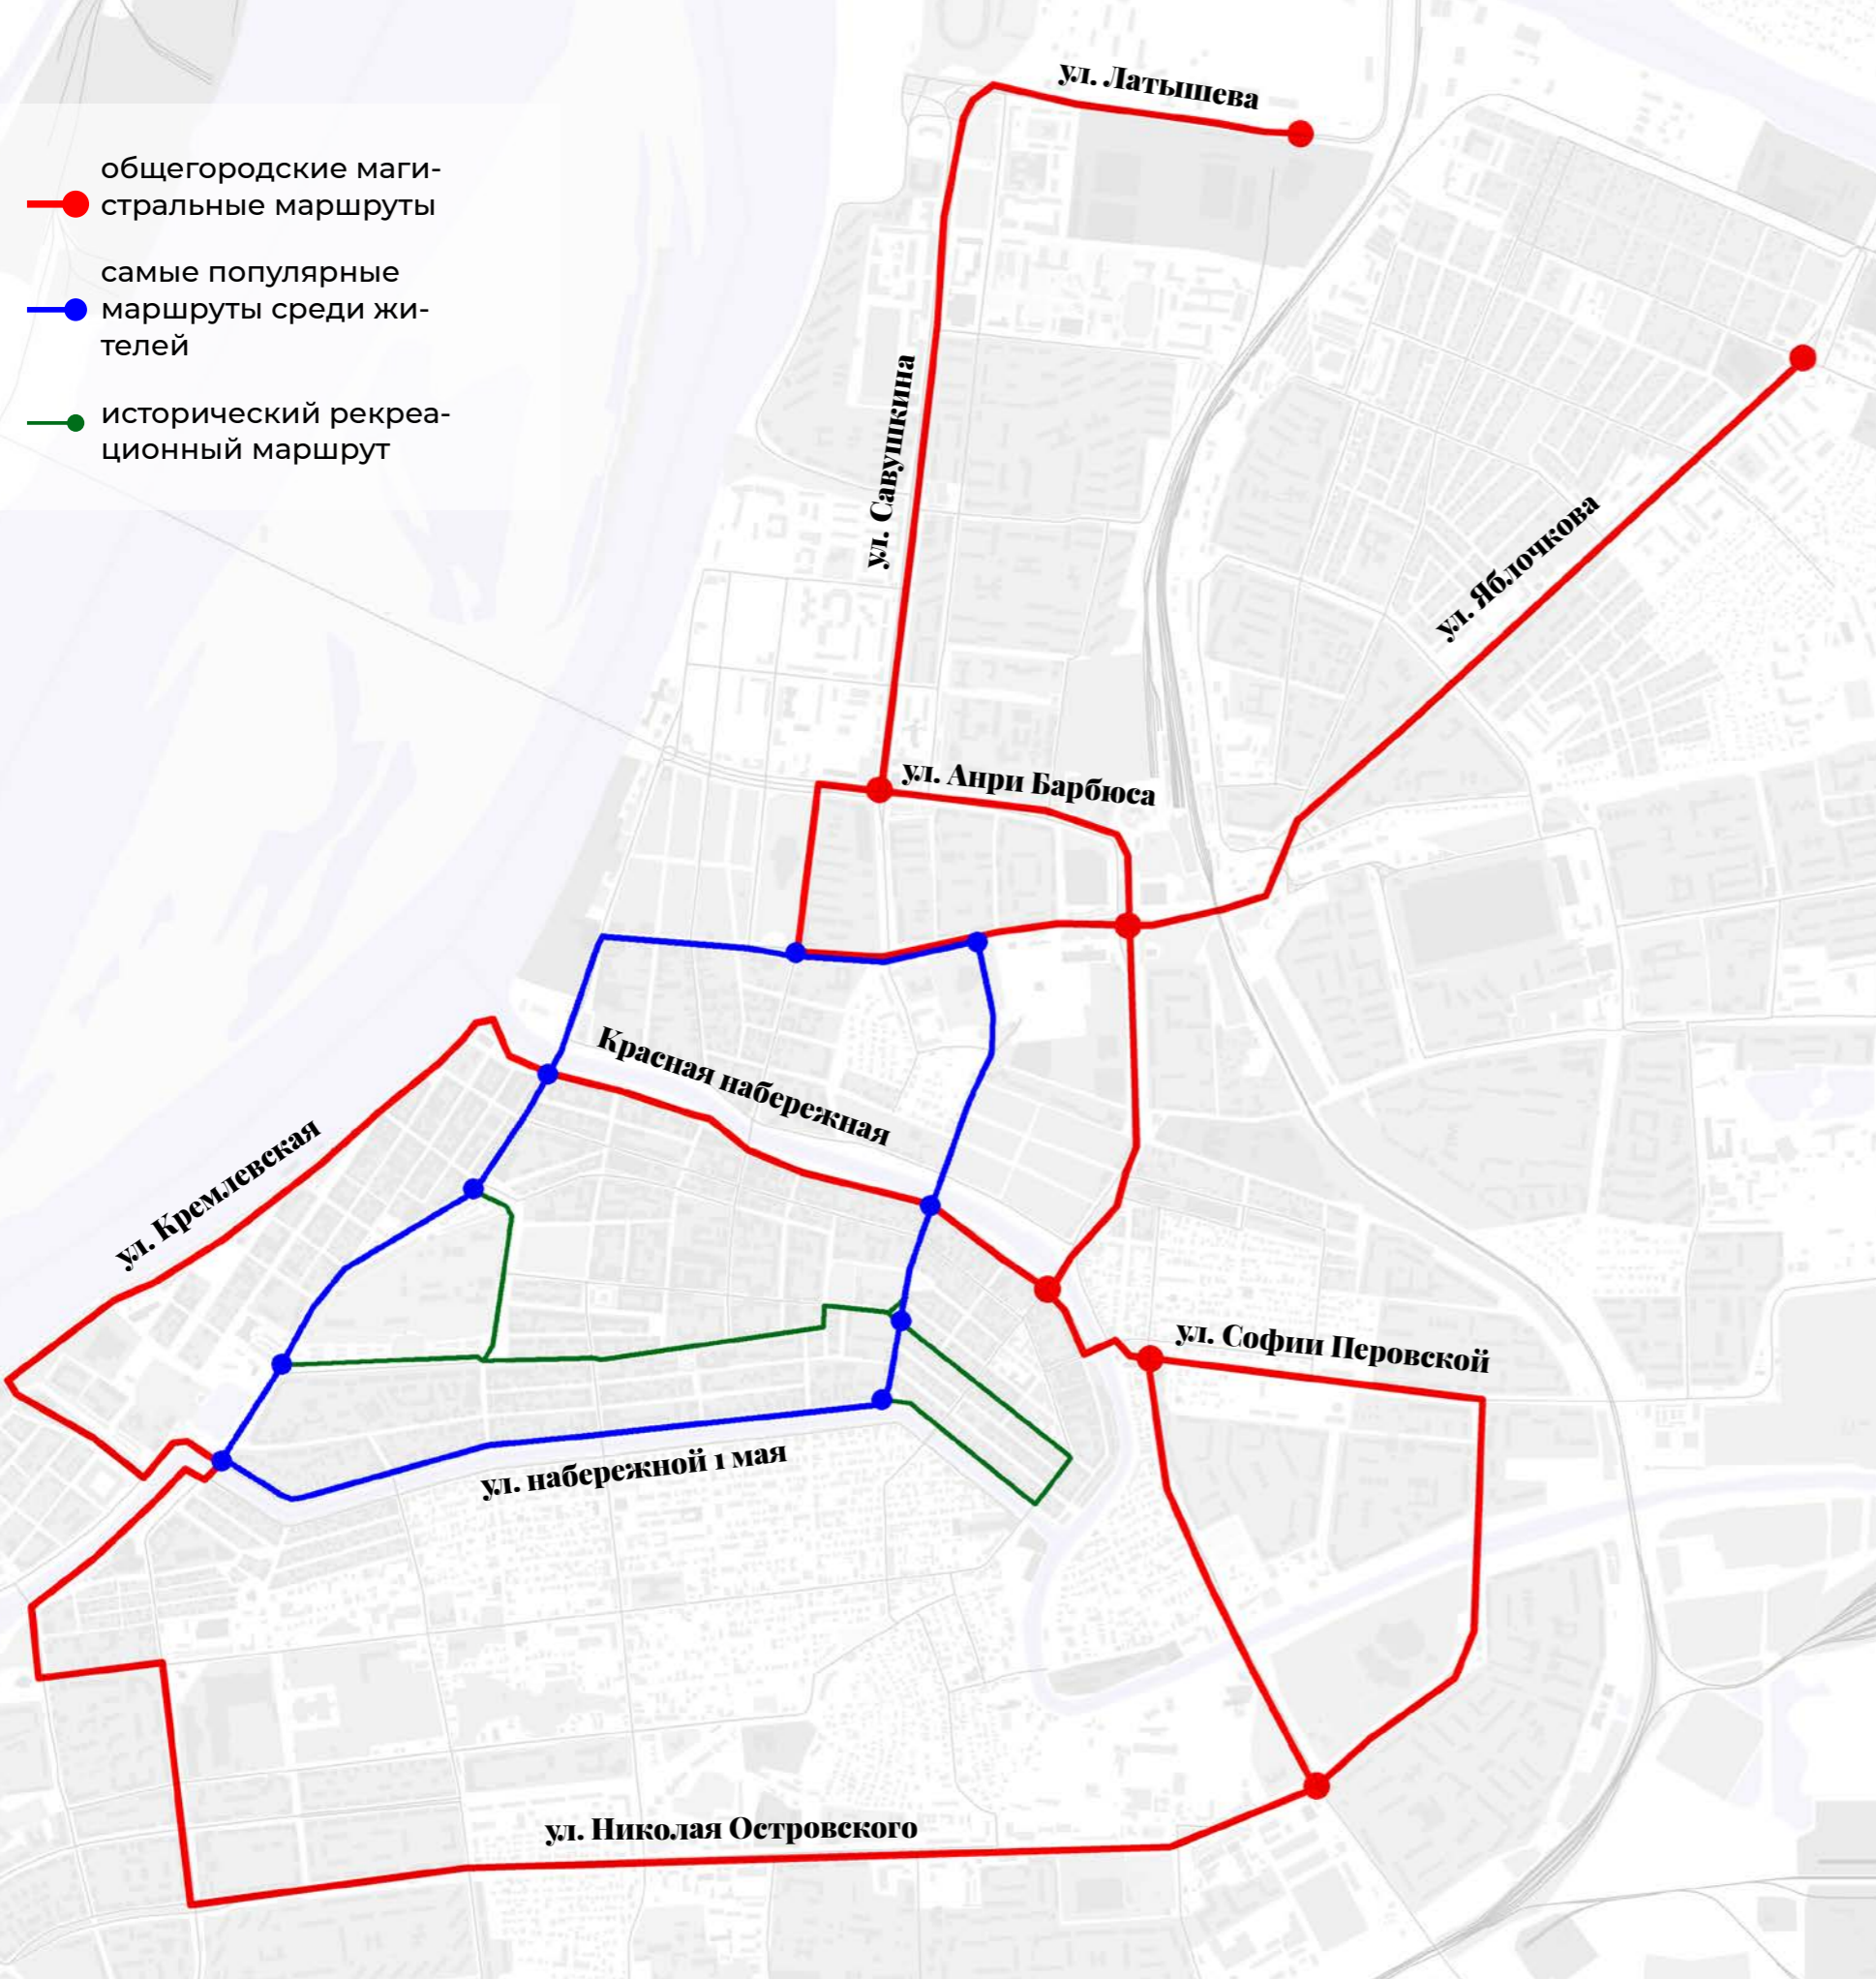 общегородские маги-
стральные маршруты
самые популярные
маршруты среди жи-
телей
исторический рекреа-
ционный маршрут
ул. Латышева
ул. Савушкина
ул. Яблочкова
ул. Анри Барбюса
Красная набережная
ул. Кремлевская
ул. Софии Перовской
ул. набережной 1 мая
ул. Николая Островского